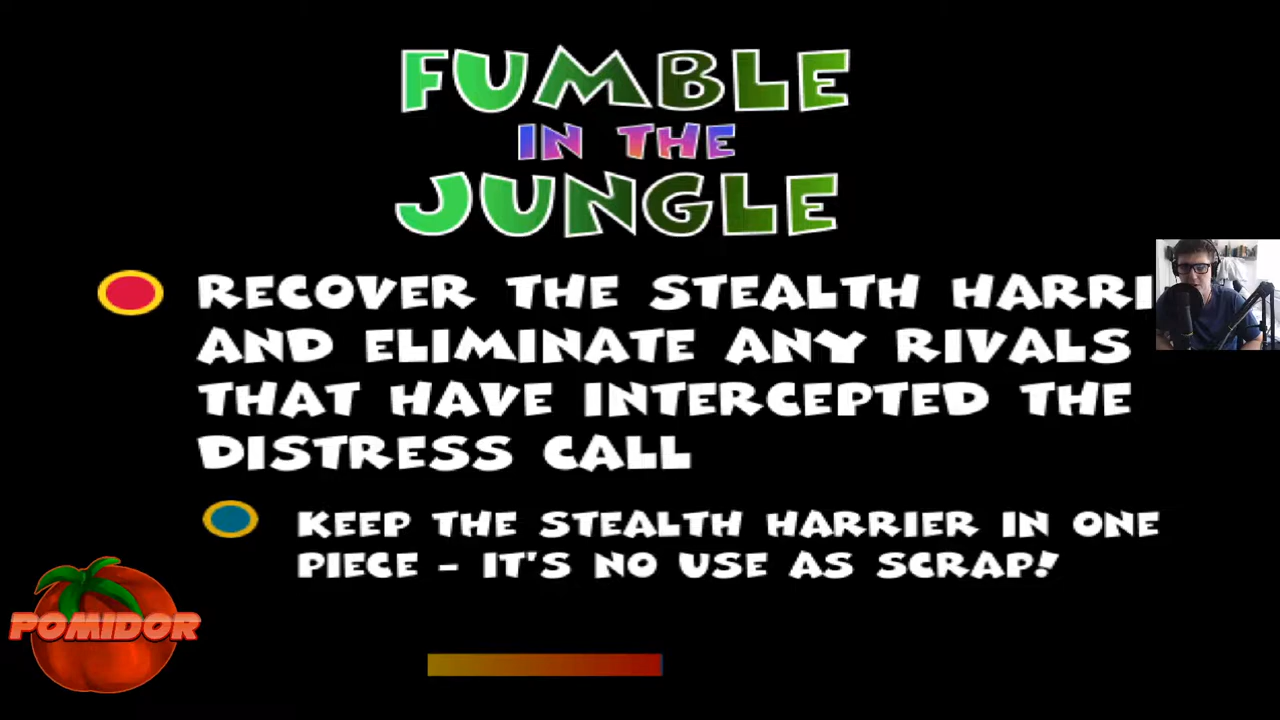 FUMBLE
IN THE
JUNGLE
RECOVER THE STEALTH HARRI
AND ELIMINATE ANY RIVALS
THAT HAVE INTERCEPTED THE
DISTRESS CALL
KEEP THE STEALTH HARRIER IN ONE
PIECE - IT'S NO USE AS SCRAP!
POMIDOR